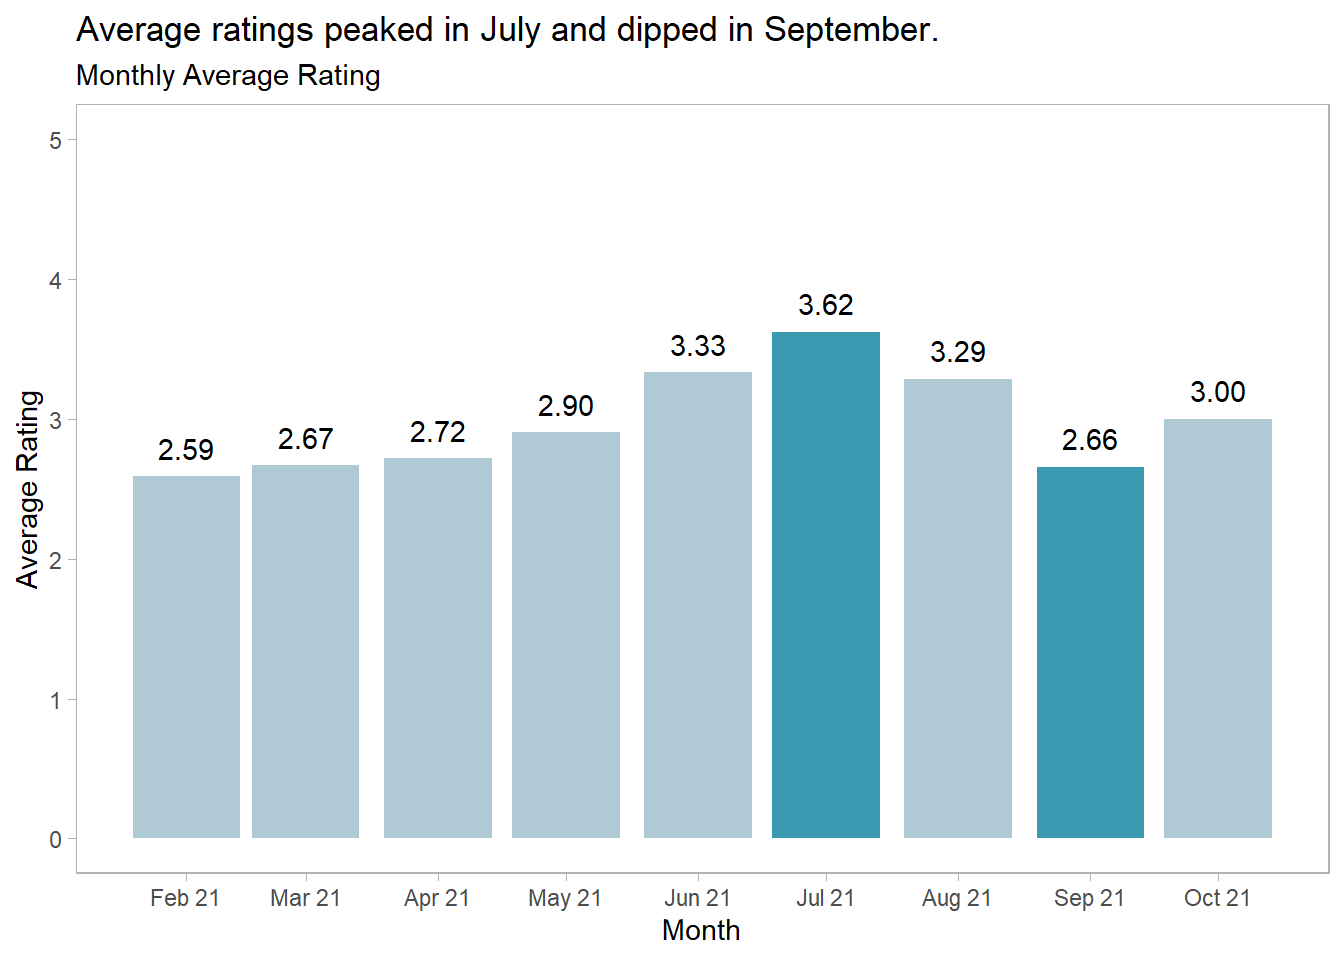 Average ratings peaked in July and dipped in September.
Monthly Average Rating
5
4
3
2
1
0
Average Rating
2.59
2.67
2.72
2.90
3.33
3.62
3.29
2.66
3.00
Feb 21
Mar 21
Apr 21
May 21
Jun 21
Jul 21
Aug 21
Sep 21
Oct 21
Month